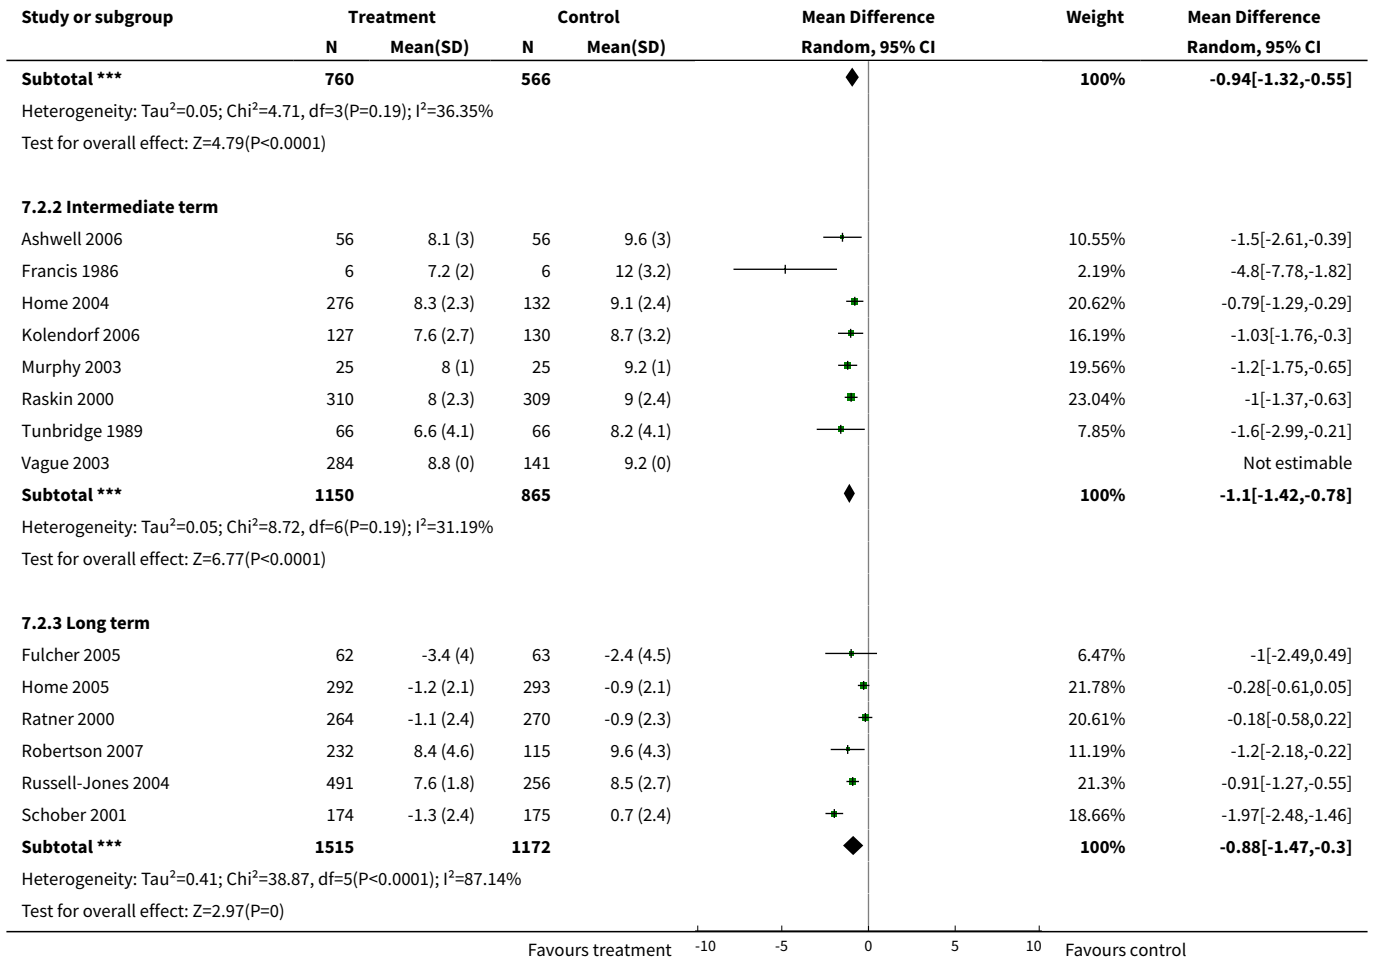 Study or subgroup Treatment Control Mean Difference Weight Mean Difference
N Mean(SD) N Mean(SD) Random, 95% CI Random, 95% CI
Subtotal *** 760 566 100% -0.94[-1.32,-0.55]
Heterogeneity: Tau²=0.05; Chi²=4.71, df=3(P=0.19); I²=36.35%
Test for overall effect: Z=4.79(P<0.0001)
7.2.2 Intermediate term
Ashwell 2006 56 8.1 (3) 56 9.6 (3) 10.55% -1.5[-2.61,-0.39]
Francis 1986 6 7.2 (2) 6 12 (3.2) 2.19% -4.8[-7.78,-1.82]
Home 2004 276 8.3 (2.3) 132 9.1 (2.4) 20.62% -0.79[-1.29,-0.29]
Kolendorf 2006 127 7.6 (2.7) 130 8.7 (3.2) 16.19% -1.03[-1.76,-0.3]
Murphy 2003 25 8 (1) 25 9.2 (1) 19.56% -1.2[-1.75,-0.65]
Raskin 2000 310 8 (2.3) 309 9 (2.4) 23.04% -1[-1.37,-0.63]
Tunbridge 1989 66 6.6 (4.1) 66 8.2 (4.1) 7.85% -1.6[-2.99,-0.21]
Vague 2003 284 8.8 (0) 141 9.2 (0) Not estimable
Subtotal *** 1150 865 100% -1.1[-1.42,-0.78]
Heterogeneity: Tau²=0.05; Chi²=8.72, df=6(P=0.19); I²=31.19%
Test for overall effect: Z=6.77(P<0.0001)
7.2.3 Long term
Fulcher 2005 62 -3.4 (4) 63 -2.4 (4.5) 6.47% -1[-2.49,0.49]
Home 2005 292 -1.2 (2.1) 293 -0.9 (2.1) 21.78% -0.28[-0.61,0.05]
Ratner 2000 264 -1.1 (2.4) 270 -0.9 (2.3) 20.61% -0.18[-0.58,0.22]
Robertson 2007 232 8.4 (4.6) 115 9.6 (4.3) 11.19% -1.2[-2.18,-0.22]
Russell-Jones 2004 491 7.6 (1.8) 256 8.5 (2.7) 21.3% -0.91[-1.27,-0.55]
Schober 2001 174 -1.3 (2.4) 175 0.7 (2.4) 18.66% -1.97[-2.48,-1.46]
Subtotal *** 1515 1172 100% -0.88[-1.47,-0.3]
Heterogeneity: Tau²=0.41; Chi²=38.87, df=5(P<0.0001); I²=87.14%
Test for overall effect: Z=2.97(P=0)
Favours treatment -10 -5 0 5 10 Favours control